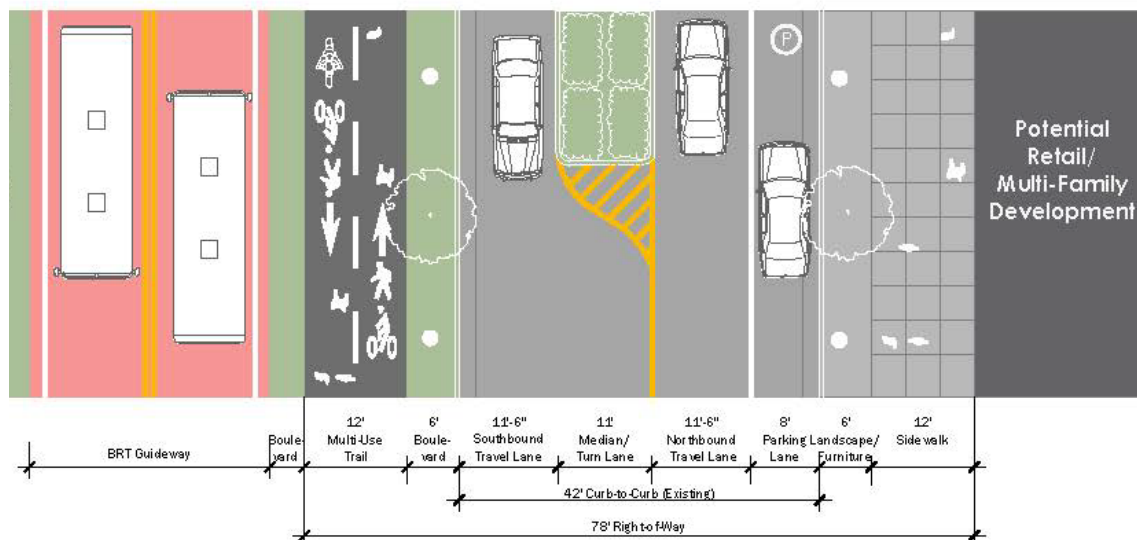 P
Potential
Retail/
Multi-Family
Development
12'
6'
11'-6"
11'
11'-6"
8'
6'
12'
BRT Guideway
Boule-
vard
Multi-Use
Trail
Boule-
vard
Southbound
Travel Lane
Median/
Turn Lane
Northbound
Travel Lane
Parking
Lane
Landscape/
Furniture
Sidewalk
42' Curb-to-Curb (Existing)
78' Right-of-Way